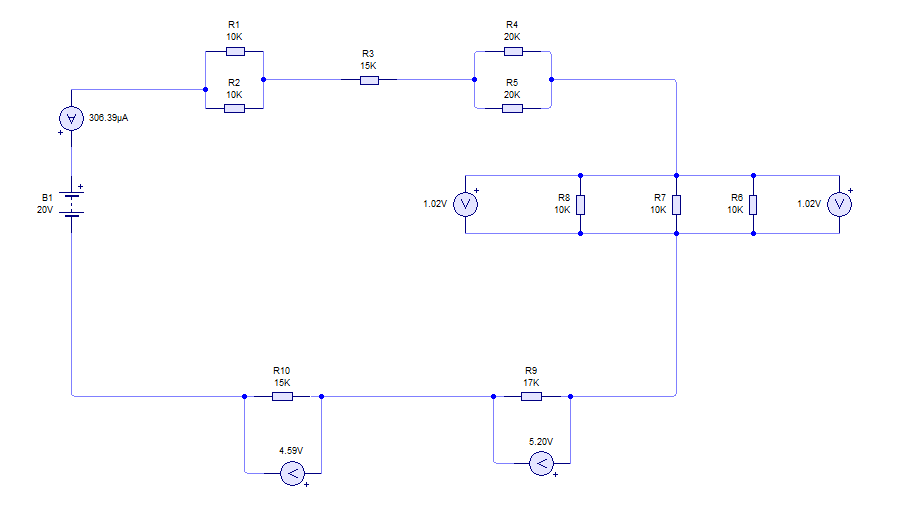 R1
10K
R4
20K
R3
15K
R2
10K
R5
20K
A
306.39µA
+
+
B1
20V
1.02V
V
+
R8
10K
R7
10K
R6
10K
1.02V
V
+
R10
15K
R9
17K
4.59V
V
+
5.20V
V
+